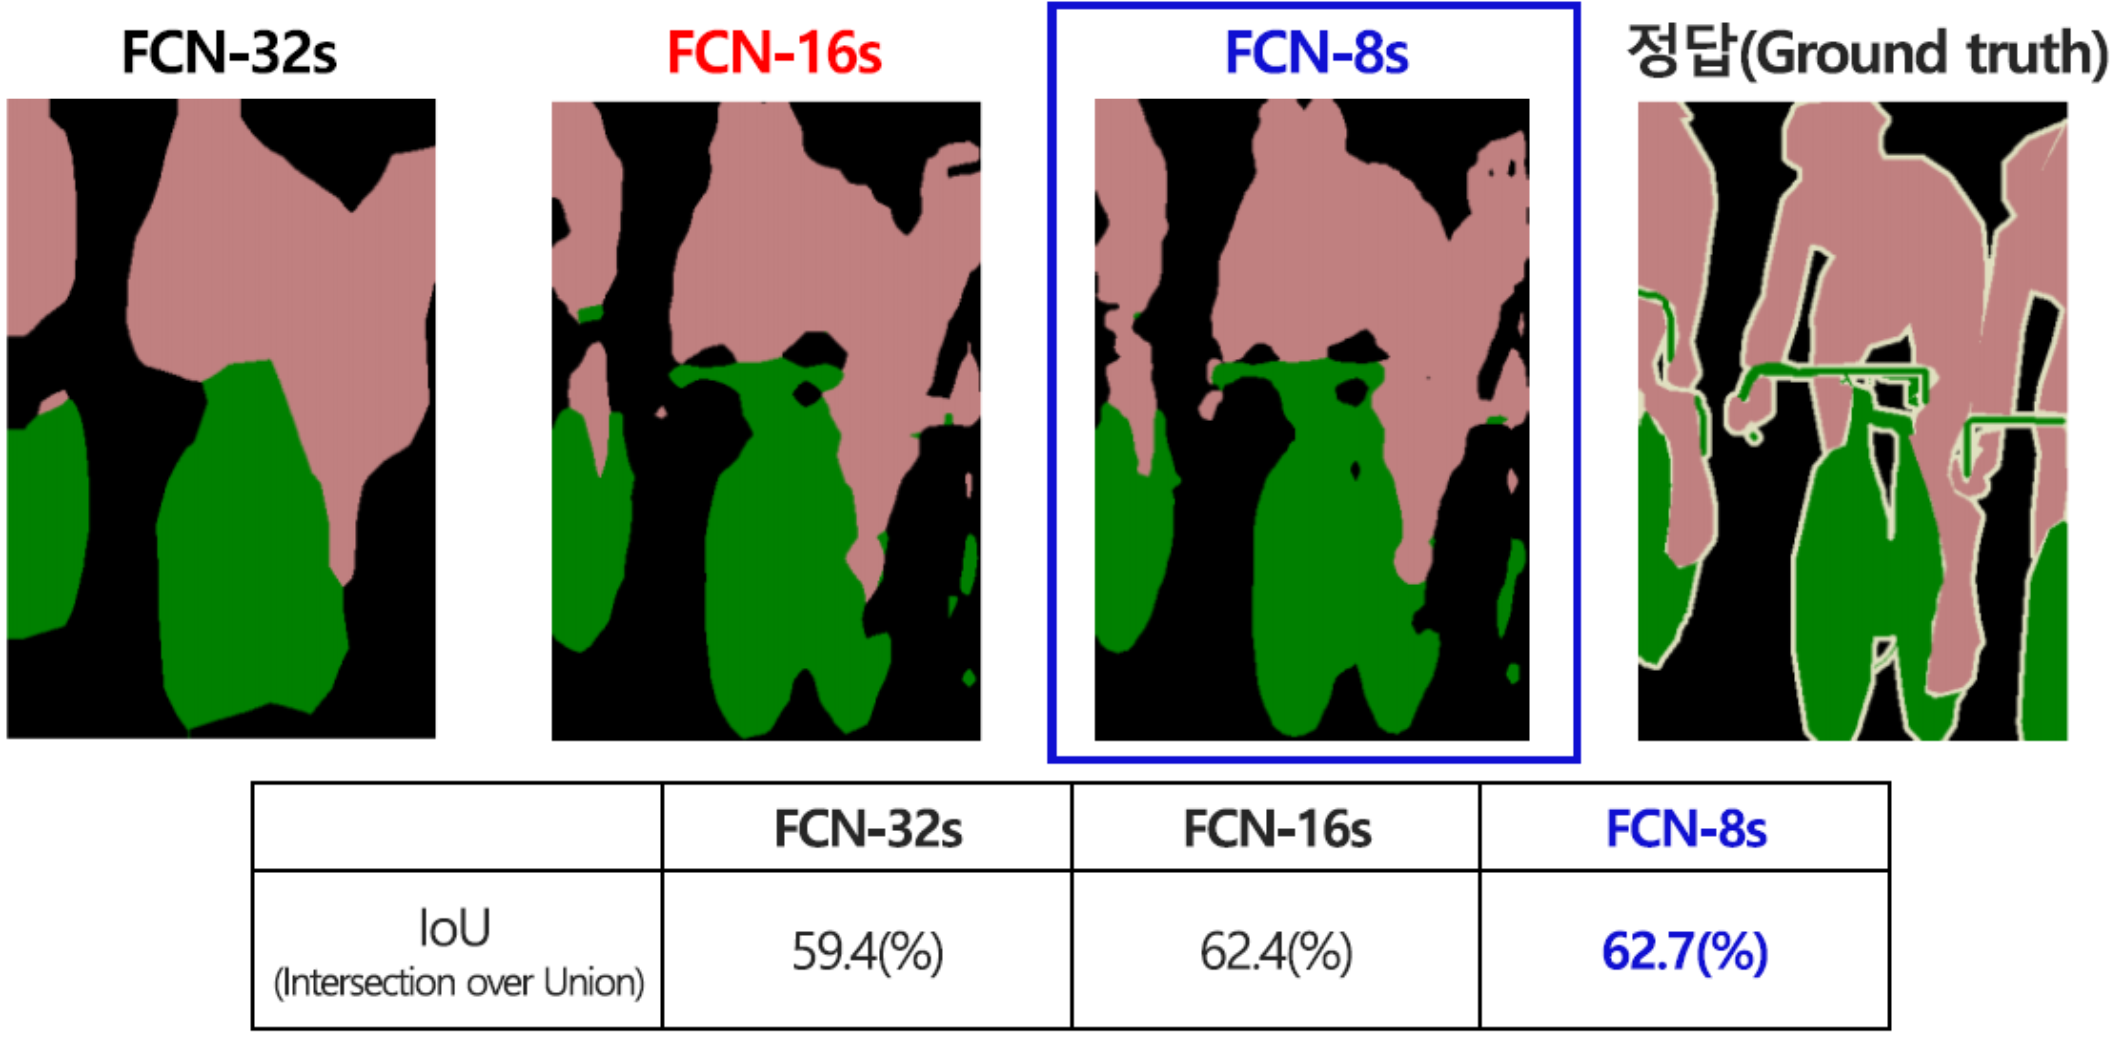 FCN-32s
FCN-16s
FCN-8s
정답(Ground truth)
FCN-32s
FCN-16s
FCN-8s
IoU
(Intersection over Union)
59.4(%)
62.4(%)
62.7(%)